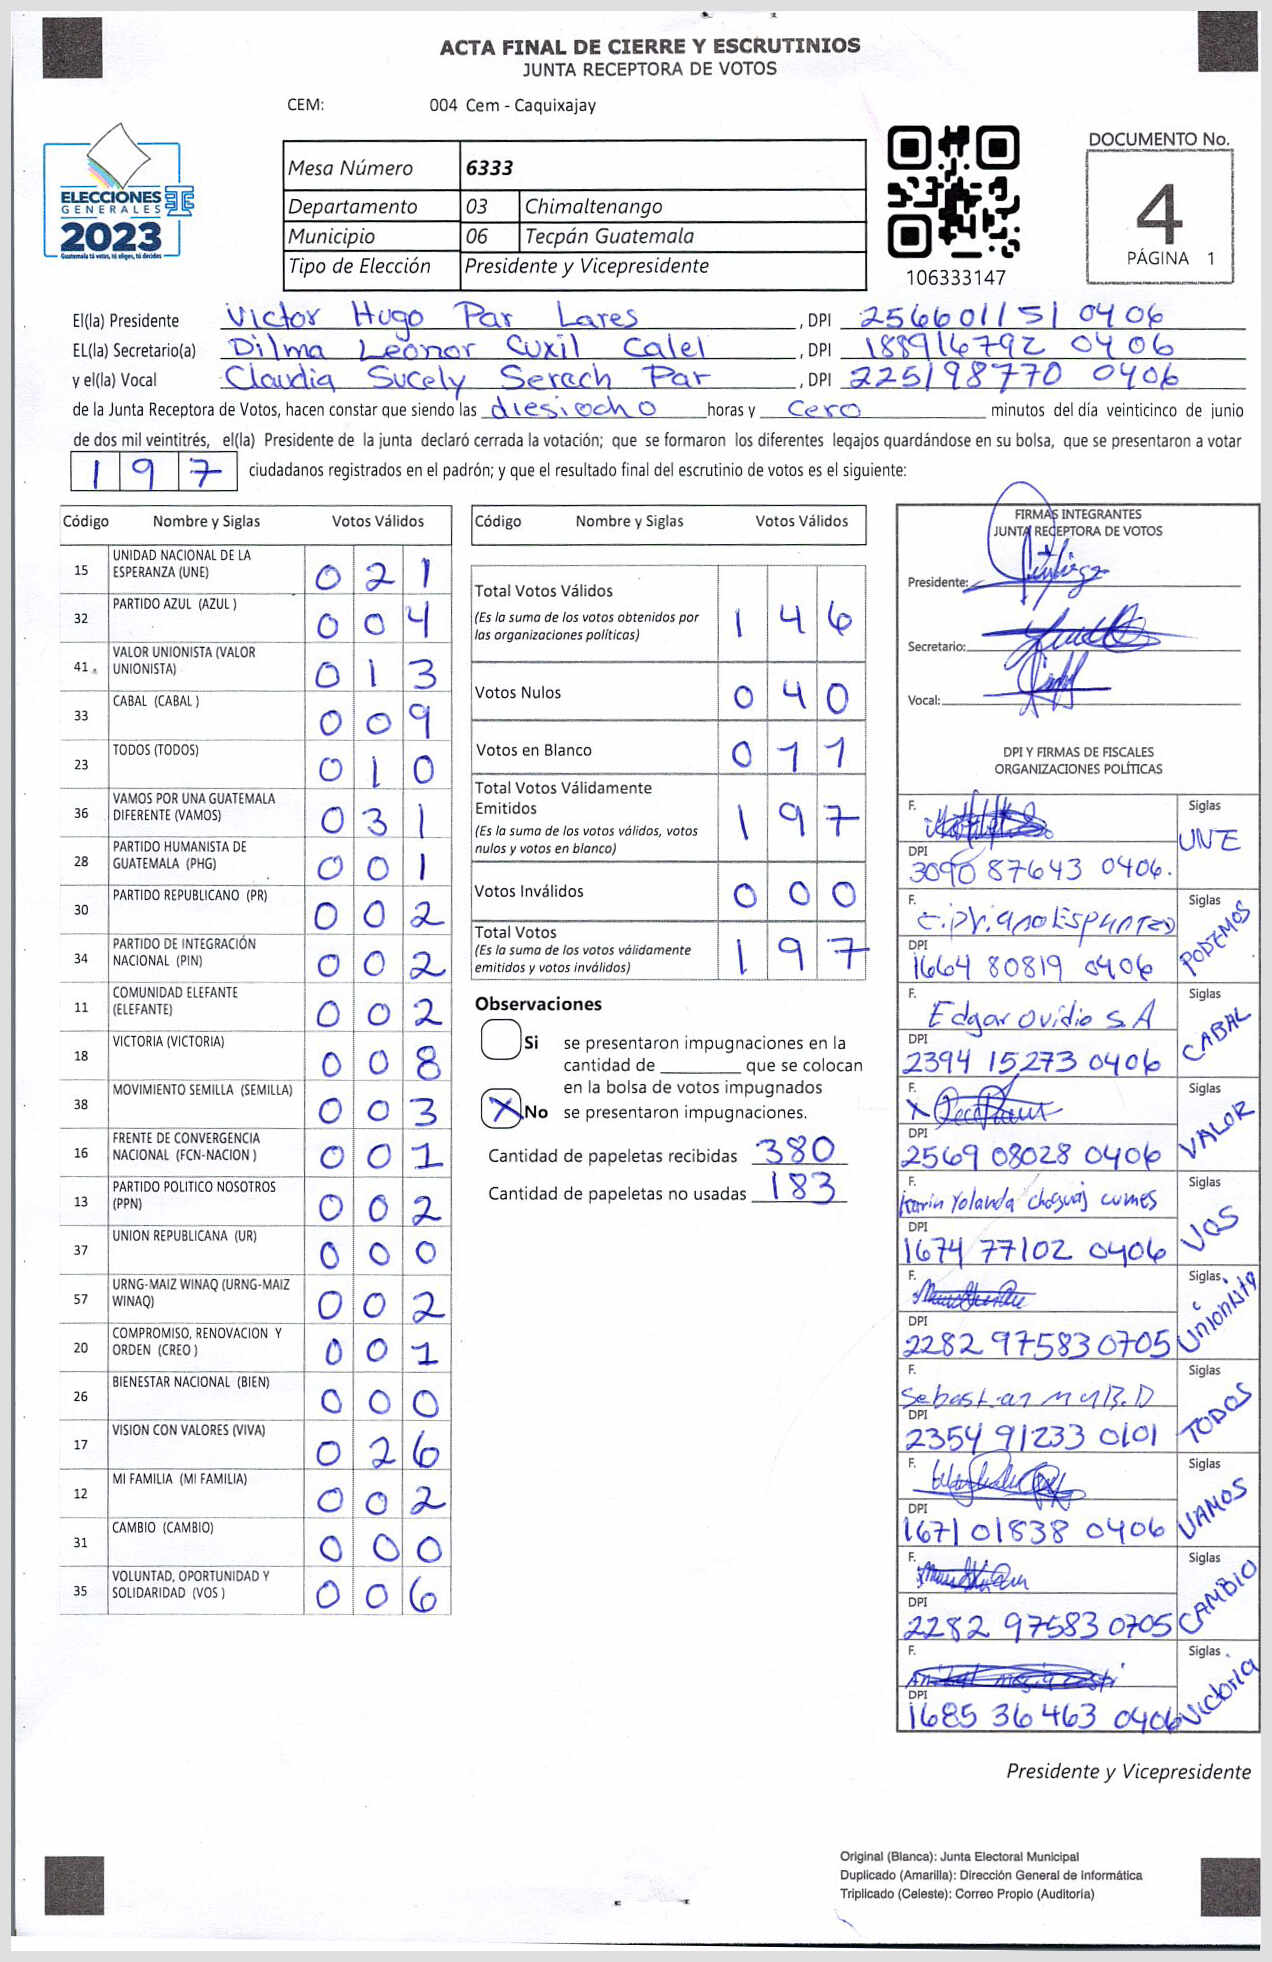 ACTA FINAL DE CIERRE Y ESCRUTINIOS
JUNTA RECEPTORA DE VOTOS
CEM: 004 Cem - Caquixajay
ELECCIONES
GENERALES
2023
Guatemala tú votas, tú eliges, tú decides
Mesa Número 6333
Departamento 03 Chimaltenango
Municipio 06 Tecpán Guatemala
Tipo de Elección Presidente y Vicepresidente
106333147
DOCUMENTO No.
4
PÁGINA 1
El(la) Presidente Victor Hugo Par Lares , DPI 256601151 0406
EL(la) Secretario(a) Dilma Leonor Cuxil Calel , DPI 188916792 0406
y el(la) Vocal Claudia Sucely Serech Par , DPI 225198770 0406
de la Junta Receptora de Votos, hacen constar que siendo las diesiocho horas y cero minutos del día veinticinco de junio
de dos mil veintitrés, el(la) Presidente de la junta declaró cerrada la votación; que se formaron los diferentes legajos quardándose en su bolsa, que se presentaron a votar
197 ciudadanos registrados en el padrón; y que el resultado final del escrutinio de votos es el siguiente:
Código Nombre y Siglas Votos Válidos
15 UNIDAD NACIONAL DE LA ESPERANZA (UNE) 0 2 1
32 PARTIDO AZUL (AZUL ) 0 0 4
41 VALOR UNIONISTA (VALOR UNIONISTA) 0 1 3
33 CABAL (CABAL ) 0 0 9
23 TODOS (TODOS) 0 1 0
36 VAMOS POR UNA GUATEMALA DIFERENTE (VAMOS) 0 3 1
28 PARTIDO HUMANISTA DE GUATEMALA (PHG) 0 0 1
30 PARTIDO REPUBLICANO (PR) 0 0 2
34 PARTIDO DE INTEGRACIÓN NACIONAL (PIN) 0 0 2
11 COMUNIDAD ELEFANTE (ELEFANTE) 0 0 2
18 VICTORIA (VICTORIA) 0 0 8
38 MOVIMIENTO SEMILLA (SEMILLA) 0 0 3
16 FRENTE DE CONVERGENCIA NACIONAL (FCN-NACION ) 0 0 1
13 PARTIDO POLITICO NOSOTROS (PPN) 0 0 2
37 UNION REPUBLICANA (UR) 0 0 0
57 URNG-MAIZ WINAQ (URNG-MAIZ WINAQ) 0 0 2
20 COMPROMISO, RENOVACION Y ORDEN (CREO ) 0 0 1
26 BIENESTAR NACIONAL (BIEN) 0 0 0
17 VISION CON VALORES (VIVA) 0 2 6
12 MI FAMILIA (MI FAMILIA) 0 0 2
31 CAMBIO (CAMBIO) 0 0 0
35 VOLUNTAD, OPORTUNIDAD Y SOLIDARIDAD (VOS ) 0 0 6
Código Nombre y Siglas Votos Válidos
Total Votos Válidos
(Es la suma de los votos obtenidos por
las organizaciones políticas) 1 4 6
Votos Nulos 0 4 0
Votos en Blanco 0 1 1
Total Votos Válidamente
Emitidos
(Es la suma de los votos válidos, votos
nulos y votos en blanco) 1 9 7
Votos Inválidos 0 0 0
Total Votos
(Es la suma de los votos válidamente
emitidos y votos inválidos) 1 9 7
Observaciones
Si se presentaron impugnaciones en la
cantidad de ________ que se colocan
en la bolsa de votos impugnados
X No se presentaron impugnaciones.
Cantidad de papeletas recibidas 380
Cantidad de papeletas no usadas 183
FIRMAS INTEGRANTES
JUNTA RECEPTORA DE VOTOS
Presidente:
Secretario:
Vocal:
DPI Y FIRMAS DE FISCALES
ORGANIZACIONES POLÍTICAS
F. Siglas UNE
DPI
3090 87643 0406.
F. Siglas PODEMOS
DPI
1664 80819 0406
F. Edgar Ovidio S. A Siglas CABAL
DPI
2394 15273 0406
F. Siglas VALOR
DPI
2569 08028 0406
F. Karin Yolanda Siglas VOS
DPI
1674 77102 0406
F. Siglas Unionista
DPI
2282 97583 0705
F. Siglas TODOS
DPI
2354 91233 0101
F. Siglas VAMOS
DPI
1671 01838 0406
F. Siglas CAMBIO
DPI
2282 97583 0705
F. Siglas Victoria
DPI
1685 36463 0406
Presidente y Vicepresidente
Original (Blanca): Junta Electoral Municipal
Duplicado (Amarilla): Dirección General de Informática
Triplicado (Celeste): Correo Propio (Auditoría)